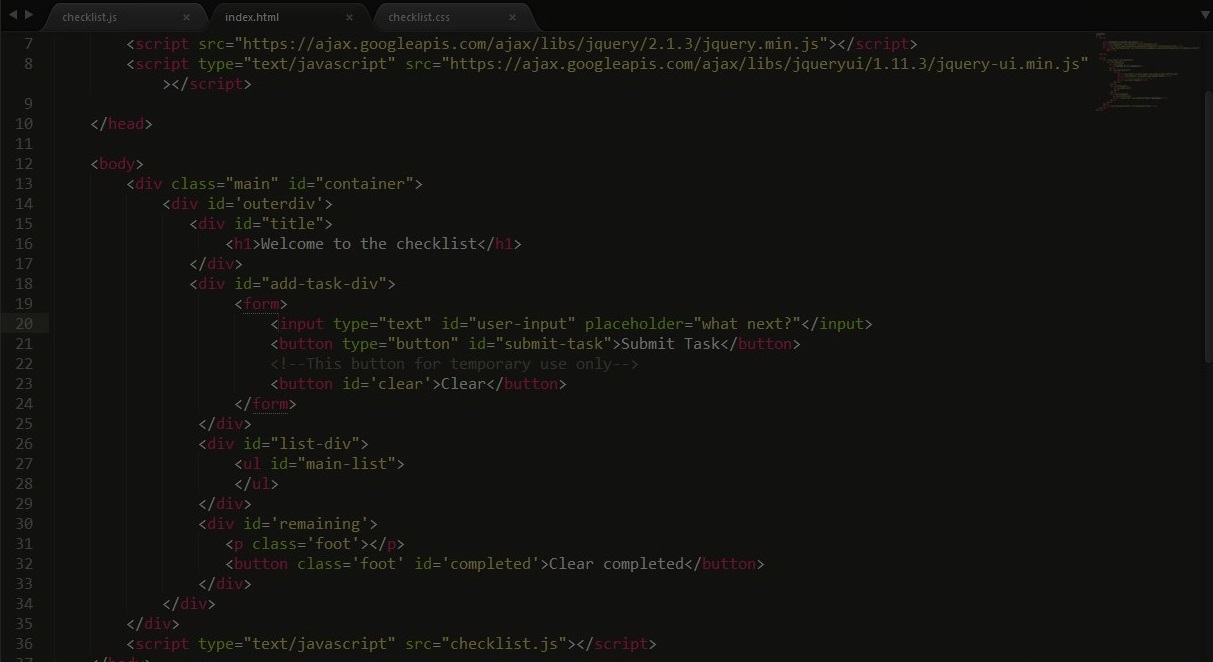 checklist.js × index.html × checklist.css ×
7 <script src="https://ajax.googleapis.com/ajax/libs/jquery/2.1.3/jquery.min.js"></script>
8 <script type="text/javascript" src="https://ajax.googleapis.com/ajax/libs/jqueryui/1.11.3/jquery-ui.min.js"
></script>
9
10 </head>
11
12 <body>
13 <div class="main" id="container">
14 <div id='outerdiv'>
15 <div id="title">
16 <h1>Welcome to the checklist</h1>
17 </div>
18 <div id="add-task-div">
19 <form>
20 <input type="text" id="user-input" placeholder="what next?"</input>
21 <button type="button" id="submit-task">Submit Task</button>
22 <!--This button for temporary use only-->
23 <button id='clear'>Clear</button>
24 </form>
25 </div>
26 <div id="list-div">
27 <ul id="main-list">
28 </ul>
29 </div>
30 <div id='remaining'>
31 <p class='foot'></p>
32 <button class='foot' id='completed'>Clear completed</button>
33 </div>
34 </div>
35 </div>
36 <script type="text/javascript" src="checklist.js"></script>
37 </body>